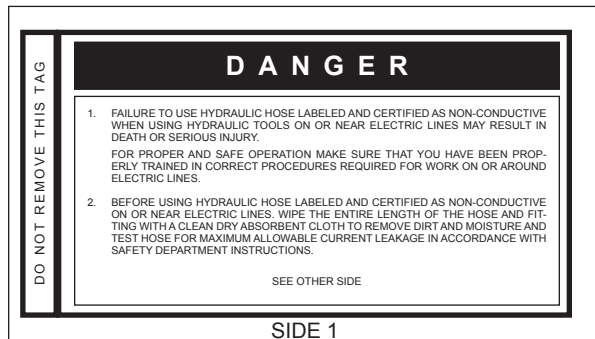 DO NOT REMOVE THIS TAG
DANGER
1. FAILURE TO USE HYDRAULIC HOSE LABELED AND CERTIFIED AS NON-CONDUCTIVE
WHEN USING HYDRAULIC TOOLS ON OR NEAR ELECTRIC LINES MAY RESULT IN
DEATH OR SERIOUS INJURY.
FOR PROPER AND SAFE OPERATION MAKE SURE THAT YOU HAVE BEEN PROP-
ERLY TRAINED IN CORRECT PROCEDURES REQUIRED FOR WORK ON OR AROUND
ELECTRIC LINES.
2. BEFORE USING HYDRAULIC HOSE LABELED AND CERTIFIED AS NON-CONDUCTIVE
ON OR NEAR ELECTRIC LINES. WIPE THE ENTIRE LENGTH OF THE HOSE AND FIT-
TING WITH A CLEAN DRY ABSORBENT CLOTH TO REMOVE DIRT AND MOISTURE AND
TEST HOSE FOR MAXIMUM ALLOWABLE CURRENT LEAKAGE IN ACCORDANCE WITH
SAFETY DEPARTMENT INSTRUCTIONS.
SEE OTHER SIDE
SIDE 1